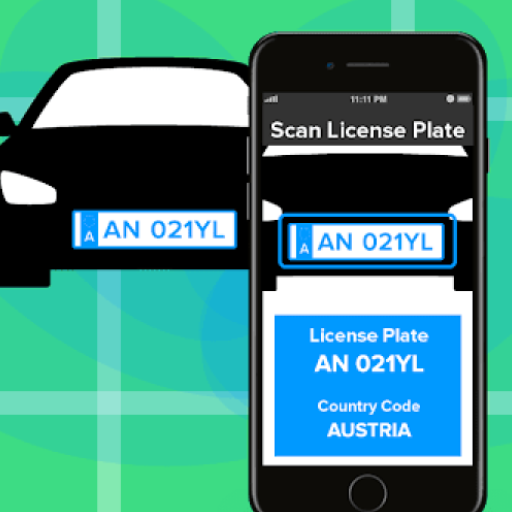 A AN 021YL
11:11 PM
Scan License Plate
A AN 021YL
License Plate
AN 021YL
Country Code
AUSTRIA